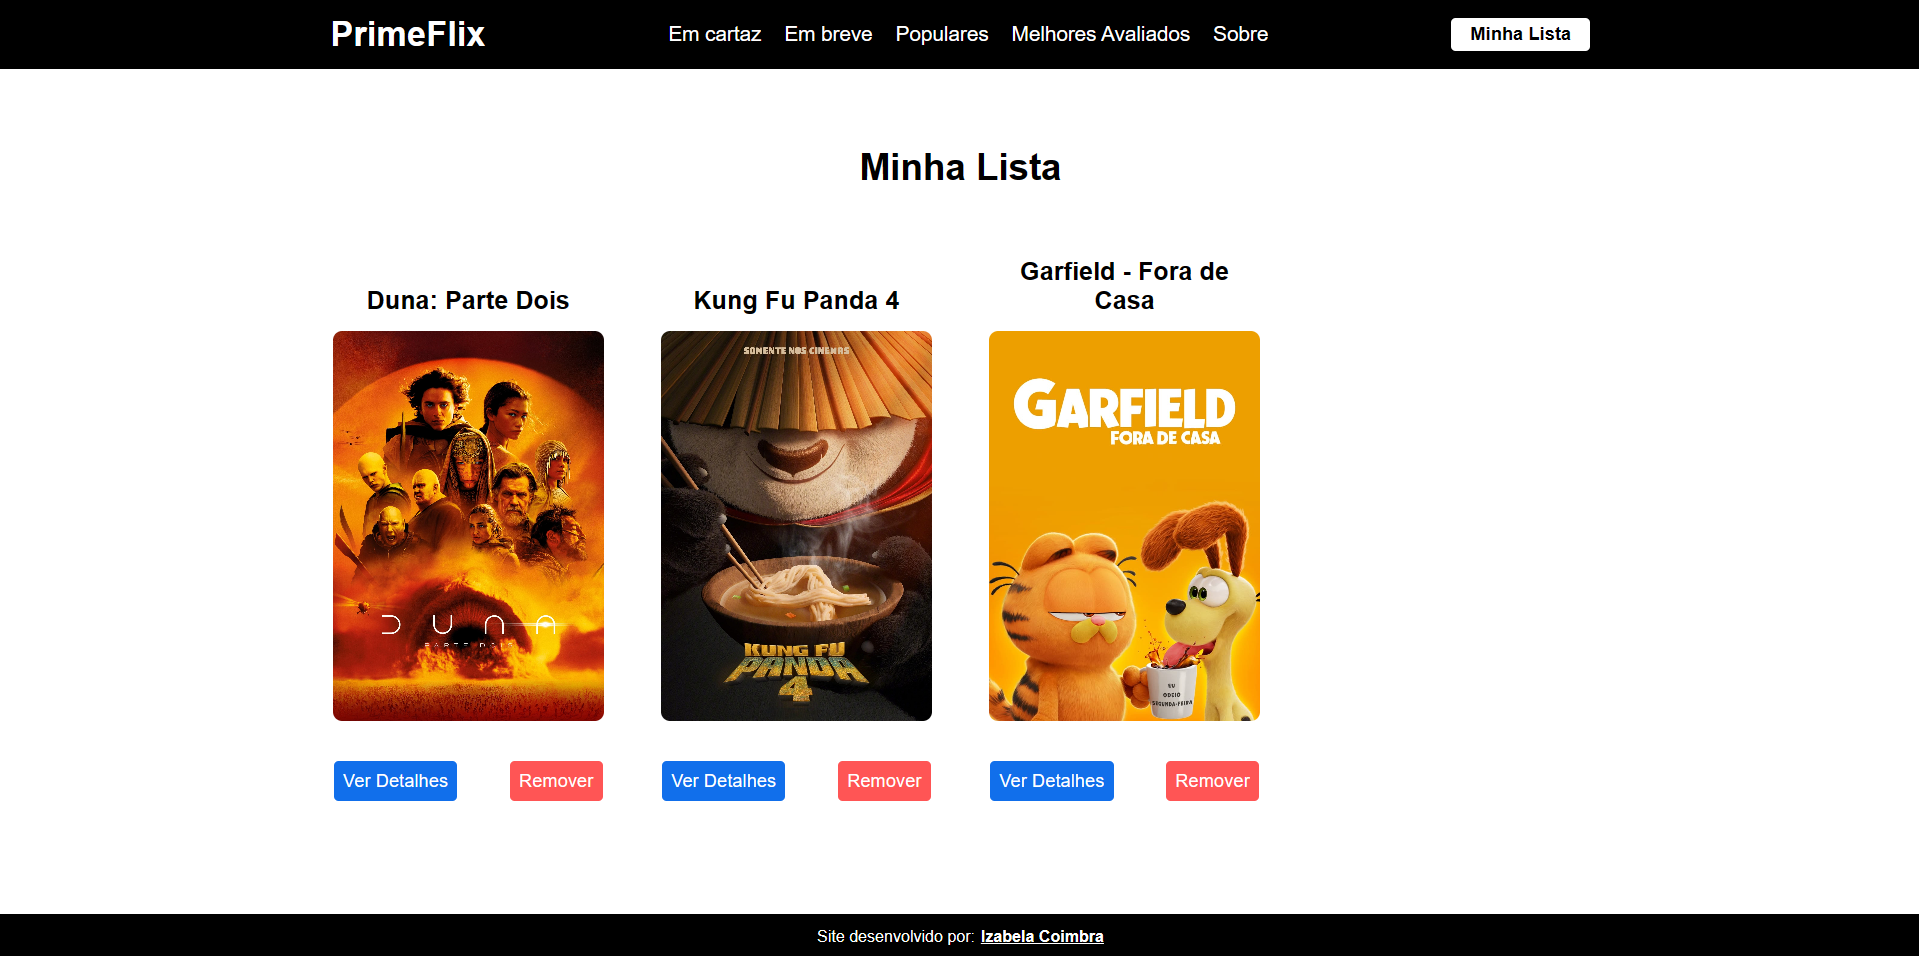 PrimeFlix
Em cartaz
Em breve
Populares
Melhores Avaliados
Sobre
Minha Lista
Minha Lista
Duna: Parte Dois
Kung Fu Panda 4
Garfield - Fora de
Casa
DUNA
PARTE DOIS
SOMENTE NOS CINEMAS
KUNG FU
PANDA
4
GARFIELD
FORA DE CASA
EU
ODEIO
SEGUNDA-FEIRA
Ver Detalhes
Remover
Ver Detalhes
Remover
Ver Detalhes
Remover
Site desenvolvido por: Izabela Coimbra